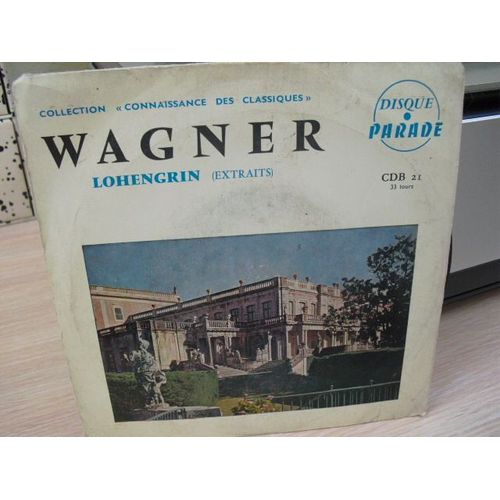 COLLECTION « CONNAISSANCE DES CLASSIQUES »
WAGNER
LOHENGRIN (EXTRAITS)
DISQUE
PARADE
CDB 21
33 tours